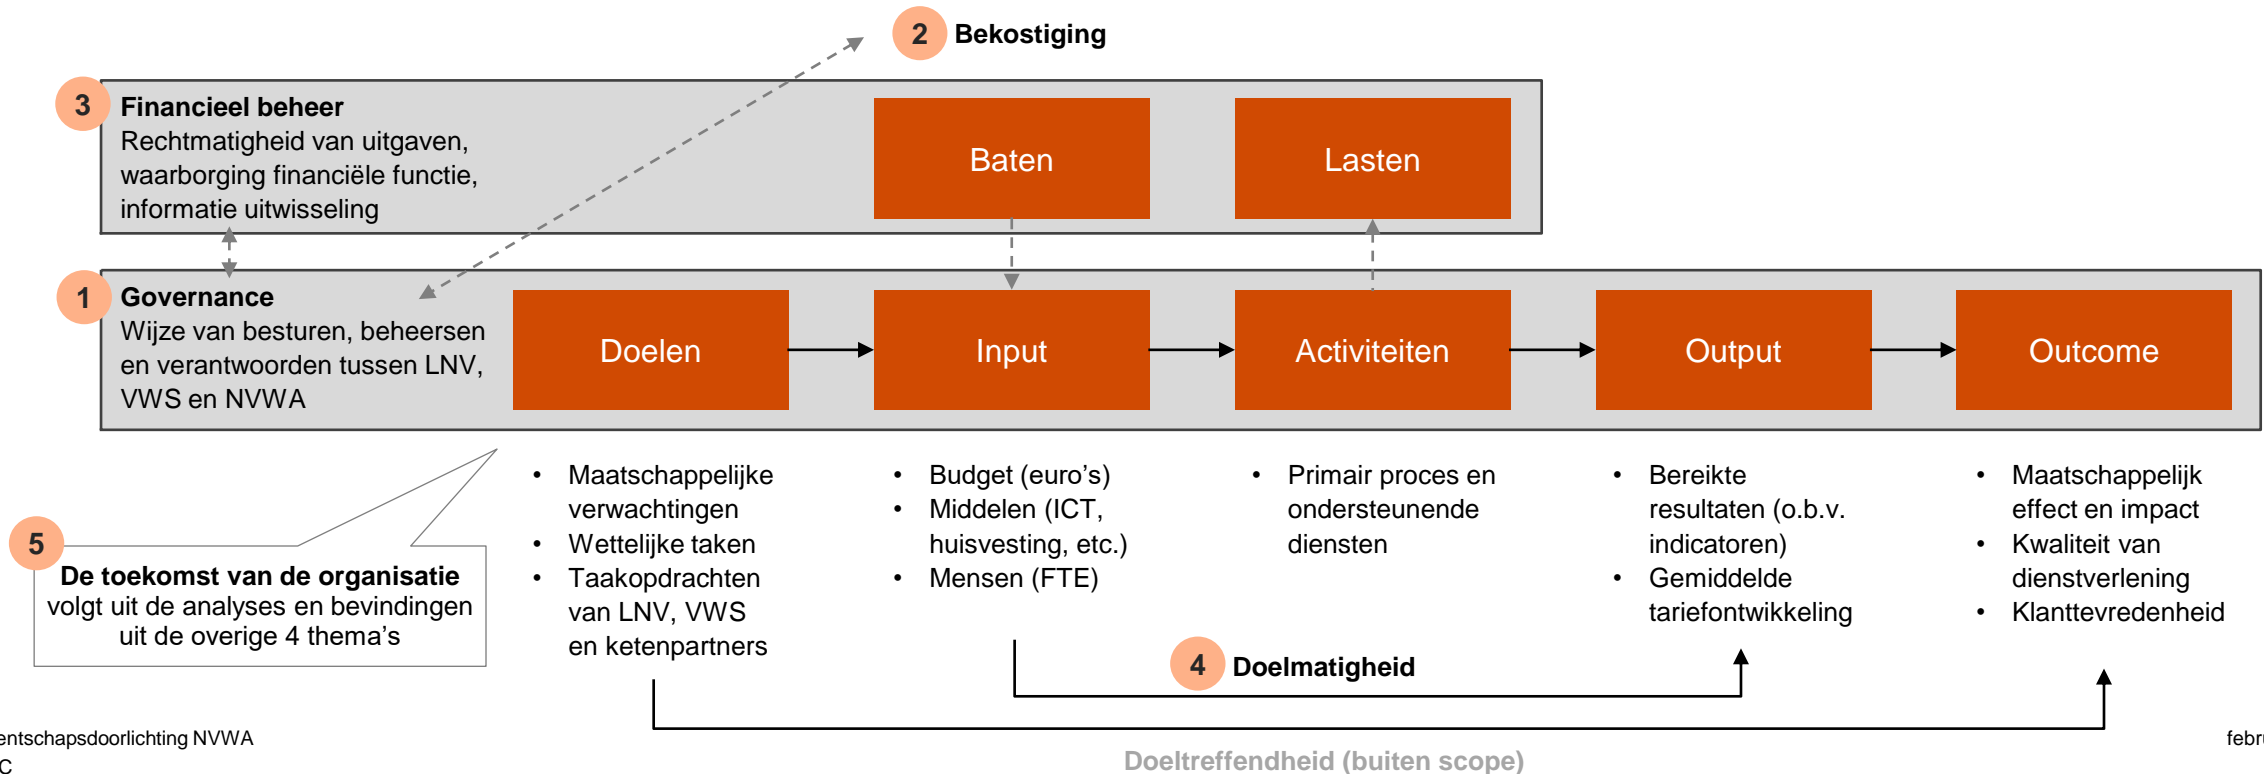 2 Bekostiging
3 Financieel beheer
Rechtmatigheid van uitgaven,
waarborging financiële functie,
informatie uitwisseling
Baten
Lasten
1 Governance
Wijze van besturen, beheersen
en verantwoorden tussen LNV,
VWS en NVWA
Doelen
Input
Activiteiten
Output
Outcome
• Maatschappelijke
verwachtingen
• Wettelijke taken
• Taakopdrachten
van LNV, VWS
en ketenpartners
• Budget (euro’s)
• Middelen (ICT,
huisvesting, etc.)
• Mensen (FTE)
• Primair proces en
ondersteunende
diensten
• Bereikte
resultaten (o.b.v.
indicatoren)
• Gemiddelde
tariefontwikkeling
• Maatschappelijk
effect en impact
• Kwaliteit van
dienstverlening
• Klanttevredenheid
5
De toekomst van de organisatie
volgt uit de analyses en bevindingen
uit de overige 4 thema’s
4 Doelmatigheid
Doeltreffendheid (buiten scope)
entschapsdoorlichting NVWA
C
febru